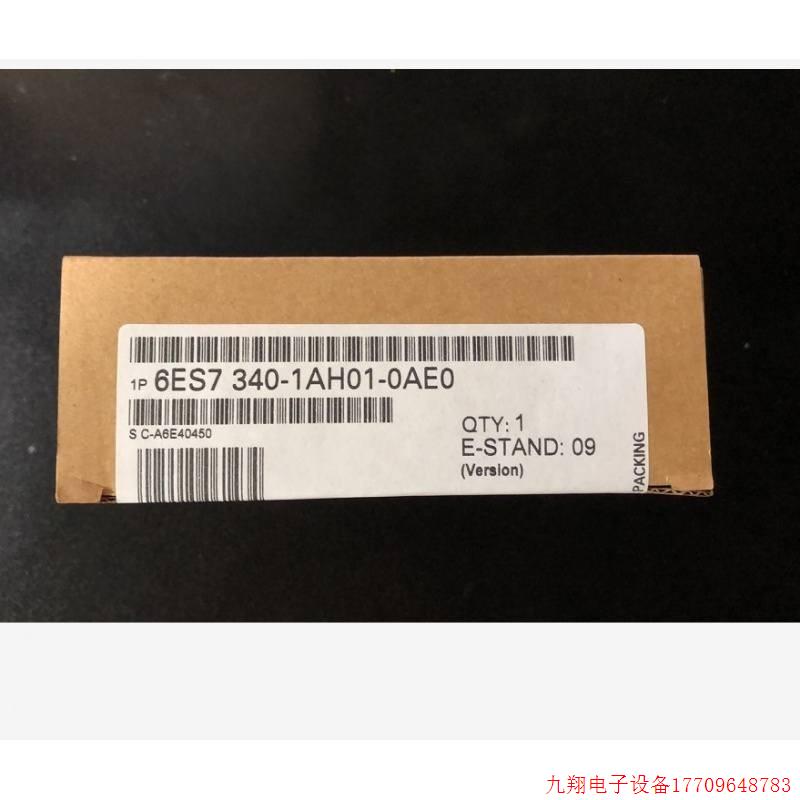 1P 6ES7 340-1AH01-0AE0
S C-A6E40450
QTY: 1
E-STAND: 09
(Version)
PACKING
九翔电子设备17709648783